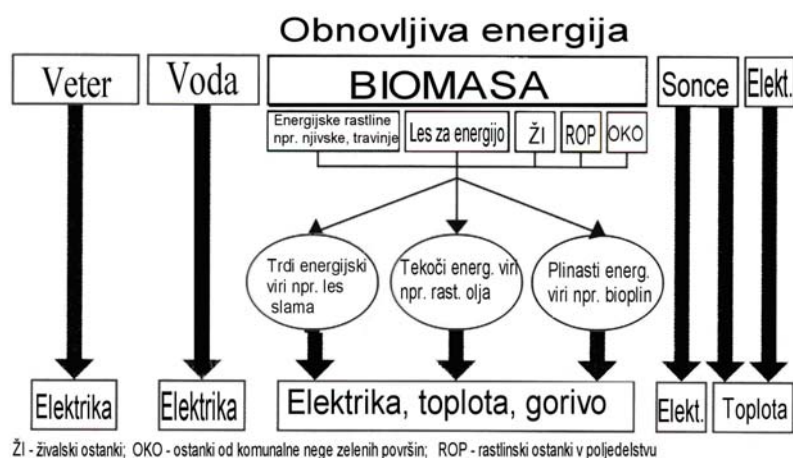 Obnovljiva energija
Veter
Voda
BIOMASA
Sonce
Elekt.
Energijske rastline
npr. njivske, travinje
Les za energijo
ŽI
ROP
OKO
Trdi energijski
viri npr. les
slama
Tekoči energ. viri
npr. rast. olja
Plinasti energ.
viri npr. bioplin
Elektrika
Elektrika
Elektrika, toplota, gorivo
Elekt.
Toplota
ŽI - živalski ostanki; OKO - ostanki od komunalne nege zelenih površin; ROP - rastlinski ostanki v poljedelstvu